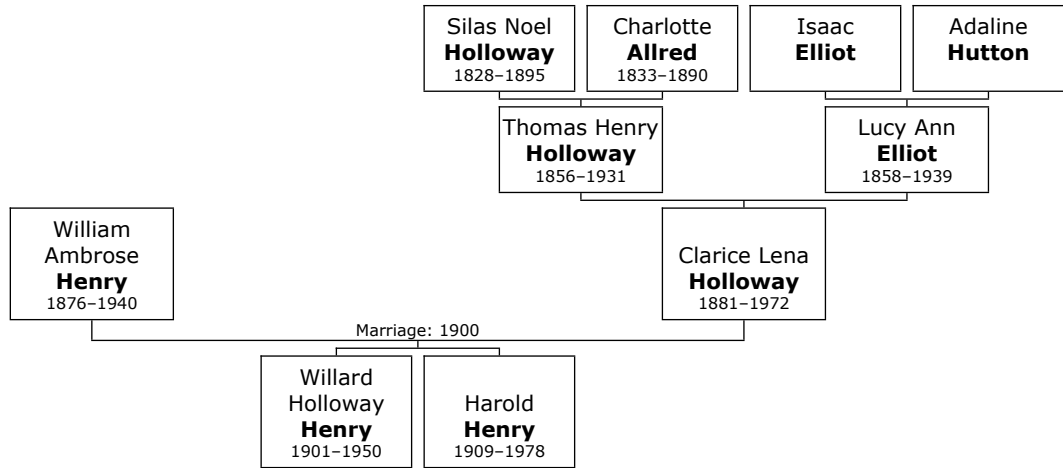 Silas Noel
Holloway
1828–1895
Charlotte
Allred
1833–1890
Isaac
Elliot
Adaline
Hutton
Thomas Henry
Holloway
1856–1931
Lucy Ann
Elliot
1858–1939
William
Ambrose
Henry
1876–1940
Clarice Lena
Holloway
1881–1972
Marriage: 1900
Willard
Holloway
Henry
1901–1950
Harold
Henry
1909–1978